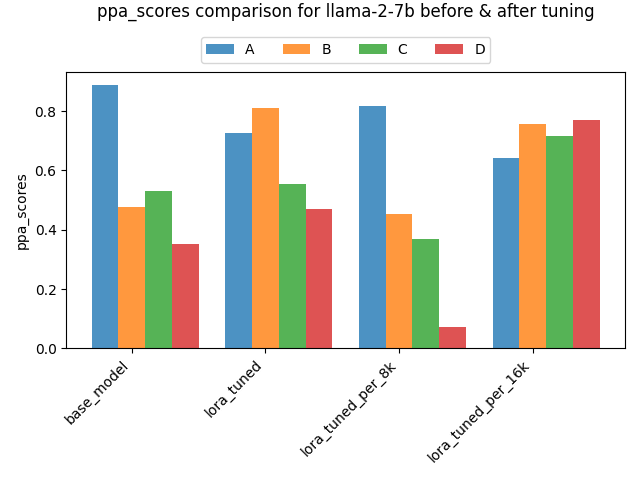 ppa_scores comparison for llama-2-7b before & after tuning
A B C D
ppa_scores
0.8
0.6
0.4
0.2
0.0
base_model
lora_tuned
lora_tuned_per_8k
lora_tuned_per_16k